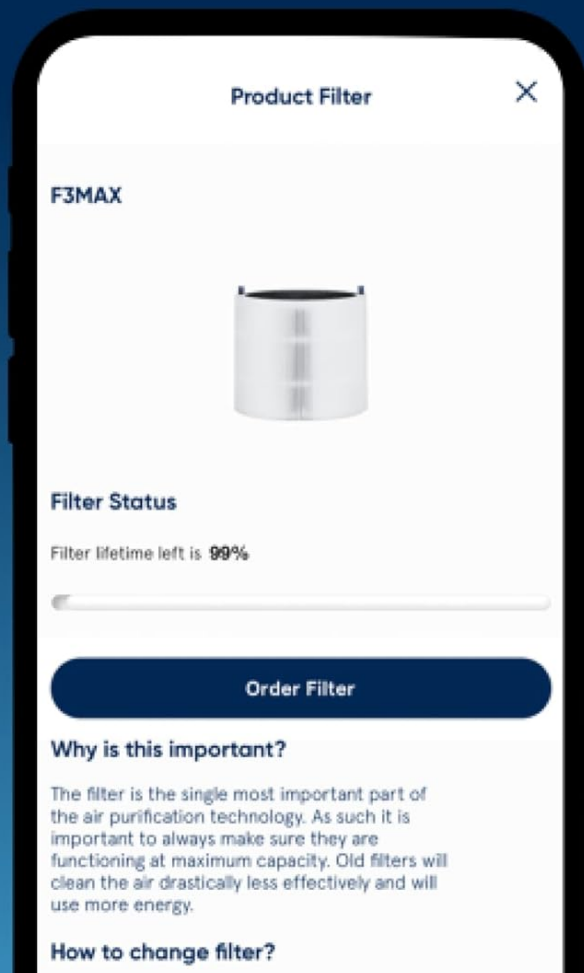 Product Filter
F3MAX
Filter Status
Filter lifetime left is 99%
Order Filter
Why is this important?
The filter is the single most important part of
the air purification technology. As such it is
important to always make sure they are
functioning at maximum capacity. Old filters will
clean the air drastically less effectively and will
use more energy.
How to change filter?